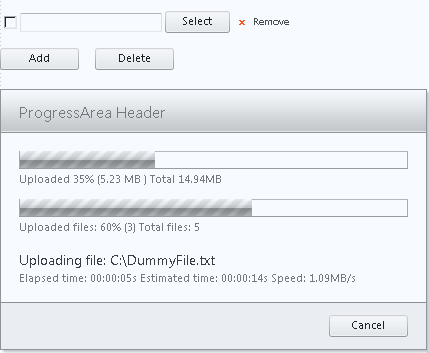 Select x Remove
Add Delete
ProgressArea Header
Uploaded 35% (5.23 MB ) Total 14.94MB
Uploaded files: 60% (3) Total files: 5
Uploading file: C:\DummyFile.txt
Elapsed time: 00:00:05s Estimated time: 00:00:14s Speed: 1.09MB/s
Cancel